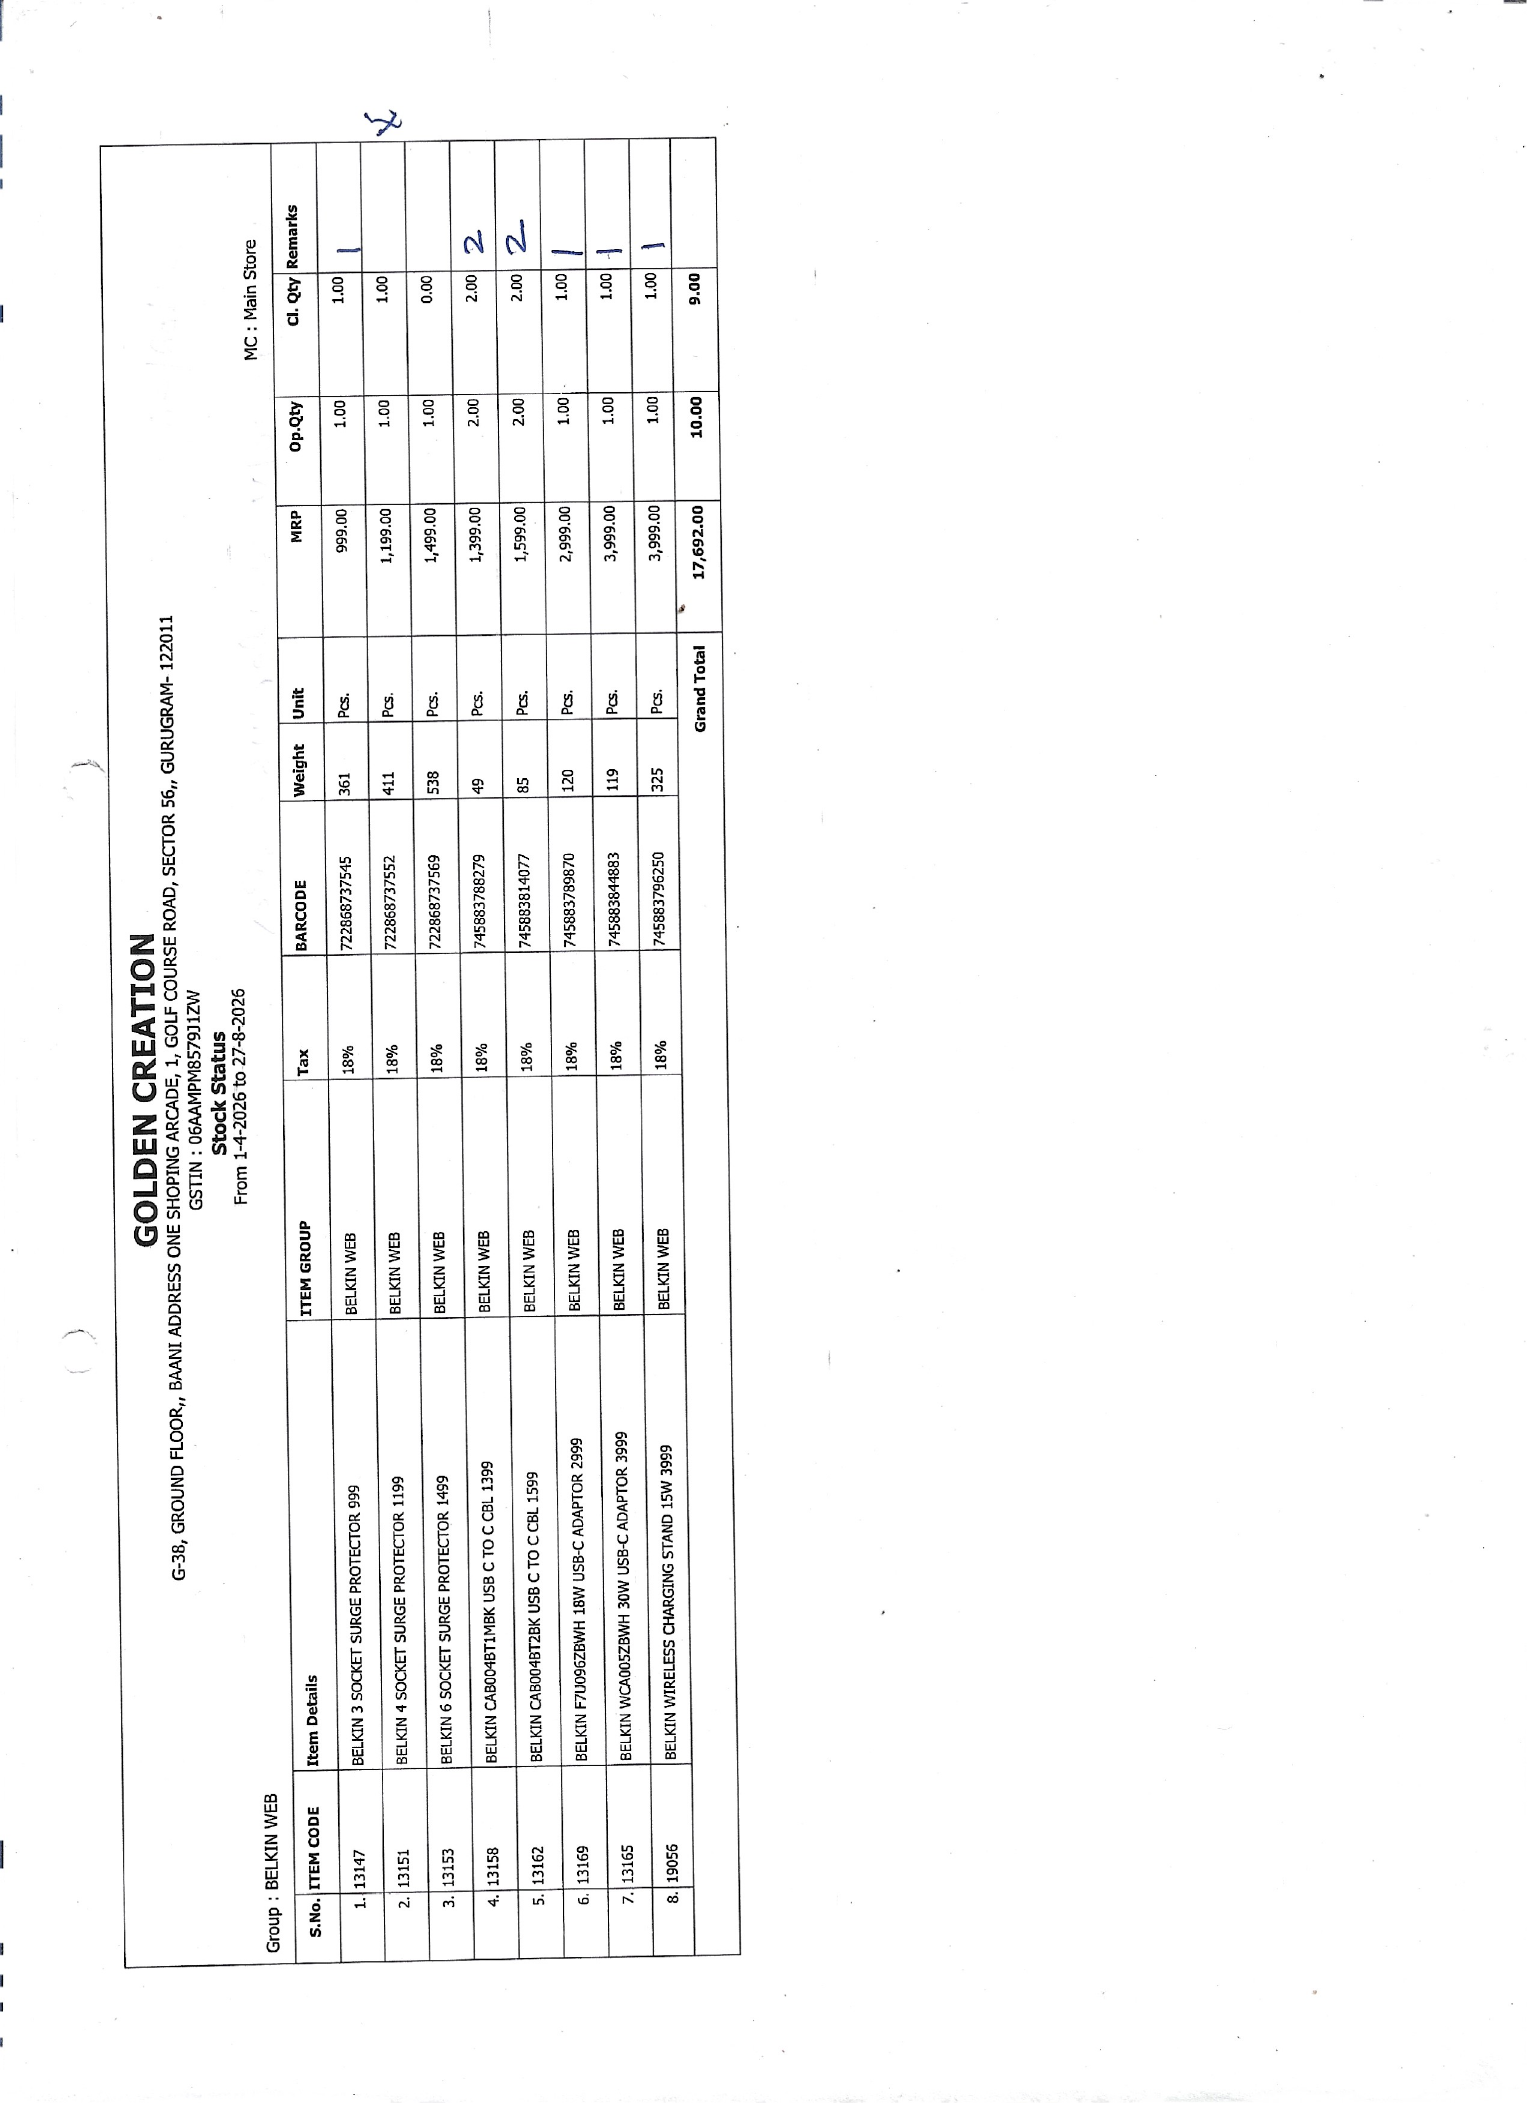 GOLDEN CREATION
G-38, GROUND FLOOR,, BAANI ADDRESS ONE SHOPING ARCADE, 1, GOLF COURSE ROAD, SECTOR 56,, GURUGRAM- 122011
GSTIN : 06AAMPM8579J1ZW
Stock Status
From 1-4-2026 to 27-8-2026
Group : BELKIN WEB MC : Main Store
S.No. ITEM CODE Item Details ITEM GROUP Tax BARCODE Weight Unit MRP Op.Qty Cl. Qty Remarks
1. 13147 BELKIN 3 SOCKET SURGE PROTECTOR 999 BELKIN WEB 18% 722868737545 361 Pcs. 999.00 1.00 1.00 1
2. 13151 BELKIN 4 SOCKET SURGE PROTECTOR 1199 BELKIN WEB 18% 722868737552 411 Pcs. 1,199.00 1.00 1.00 X
3. 13153 BELKIN 6 SOCKET SURGE PROTECTOR 1499 BELKIN WEB 18% 722868737569 538 Pcs. 1,499.00 1.00 0.00
4. 13158 BELKIN CAB004BT1MBK USB C TO C CBL 1399 BELKIN WEB 18% 745883788279 49 Pcs. 1,399.00 2.00 2.00 2
5. 13162 BELKIN CAB004BT2BK USB C TO C CBL 1599 BELKIN WEB 18% 745883814077 85 Pcs. 1,599.00 2.00 2.00 2
6. 13169 BELKIN F7U096ZBWH 18W USB-C ADAPTOR 2999 BELKIN WEB 18% 745883789870 120 Pcs. 2,999.00 1.00 1.00 1
7. 13165 BELKIN WCA005ZBWH 30W USB-C ADAPTOR 3999 BELKIN WEB 18% 745883844883 119 Pcs. 3,999.00 1.00 1.00 1
8. 19056 BELKIN WIRELESS CHARGING STAND 15W 3999 BELKIN WEB 18% 745883796250 325 Pcs. 3,999.00 1.00 1.00 1
Grand Total 17,692.00 10.00 9.00